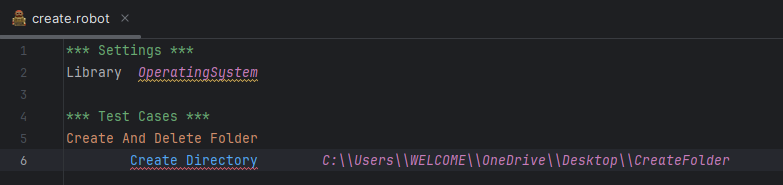 create.robot ×
1 *** Settings ***
2 Library  OperatingSystem
3
4 *** Test Cases ***
5 Create And Delete Folder
6         Create Directory        C:\\Users\\WELCOME\\OneDrive\\Desktop\\CreateFolder